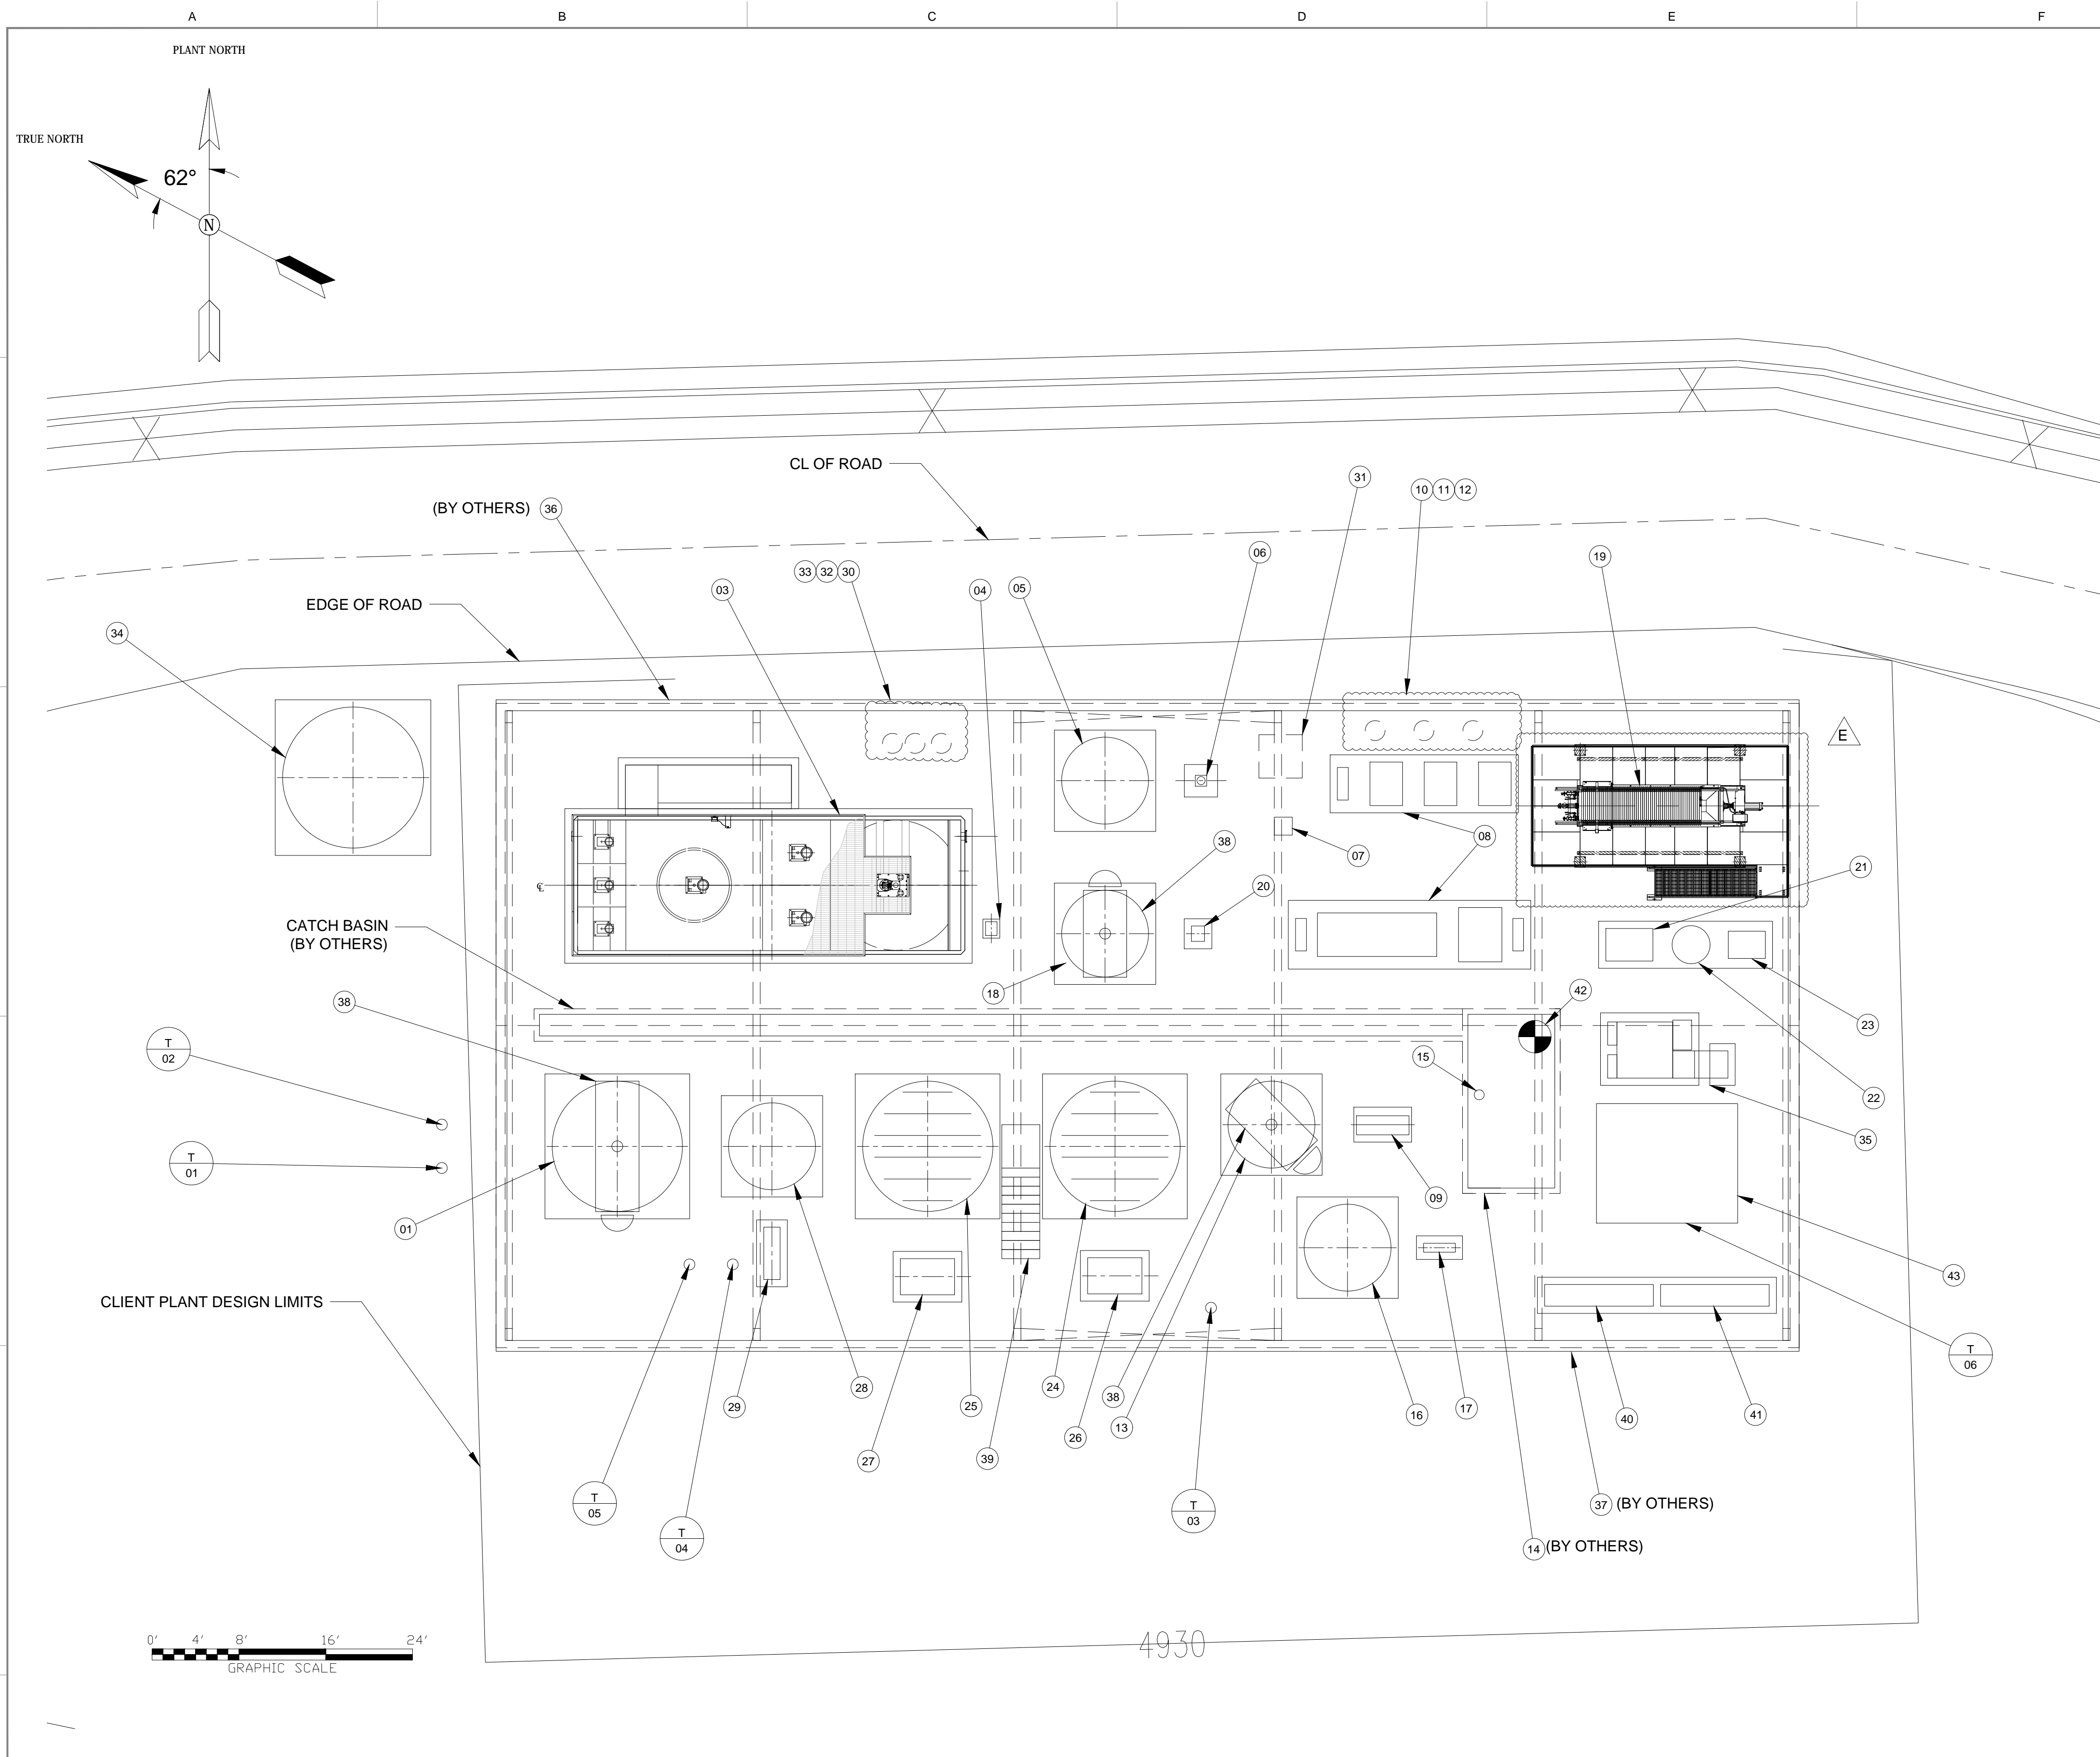 A B C D E F
PLANT NORTH
TRUE NORTH
62°
N
CL OF ROAD
31
10 11 12
(BY OTHERS) 36
06
19
33 32 30
03
04
05
EDGE OF ROAD
34
E
08
38
07
21
20
℄
CATCH BASIN
(BY OTHERS)
18
42
38
23
T
02
15
22
35
T
01
09
01
43
CLIENT PLANT DESIGN LIMITS
T
06
28
24
38
29
25
17
16
41
40
13
26
39
27
T
05
T
03
37 (BY OTHERS)
T
04
14 (BY OTHERS)
0' 4' 8' 16' 24'
GRAPHIC SCALE
4930